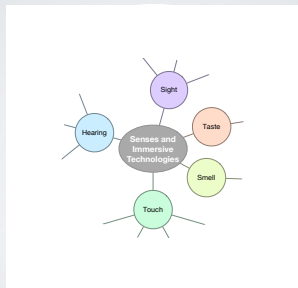 Sight
Taste
Hearing
Senses and
Immersive
Technologies
Smell
Touch